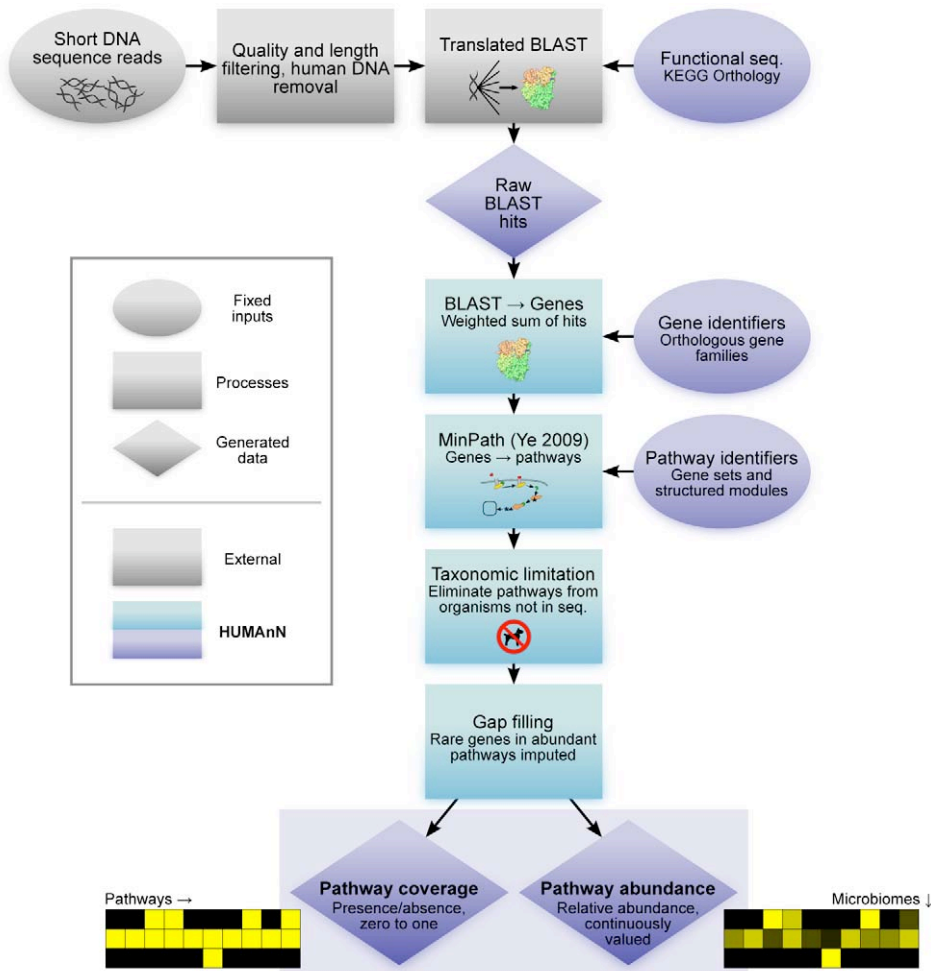 Short DNA
sequence reads
Quality and length
filtering, human DNA
removal
Translated BLAST
Functional seq.
KEGG Orthology
Raw
BLAST
hits
BLAST → Genes
Weighted sum of hits
Gene identifiers
Orthologous gene
families
MinPath (Ye 2009)
Genes → pathways
Pathway identifiers
Gene sets and
structured modules
Taxonomic limitation
Eliminate pathways from
organisms not in seq.
Gap filling
Rare genes in abundant
pathways imputed
Fixed
inputs
Processes
Generated
data
External
HUMAnN
Pathway coverage
Presence/absence,
zero to one
Pathway abundance
Relative abundance,
continuously
valued
Pathways →
Microbiomes ↓